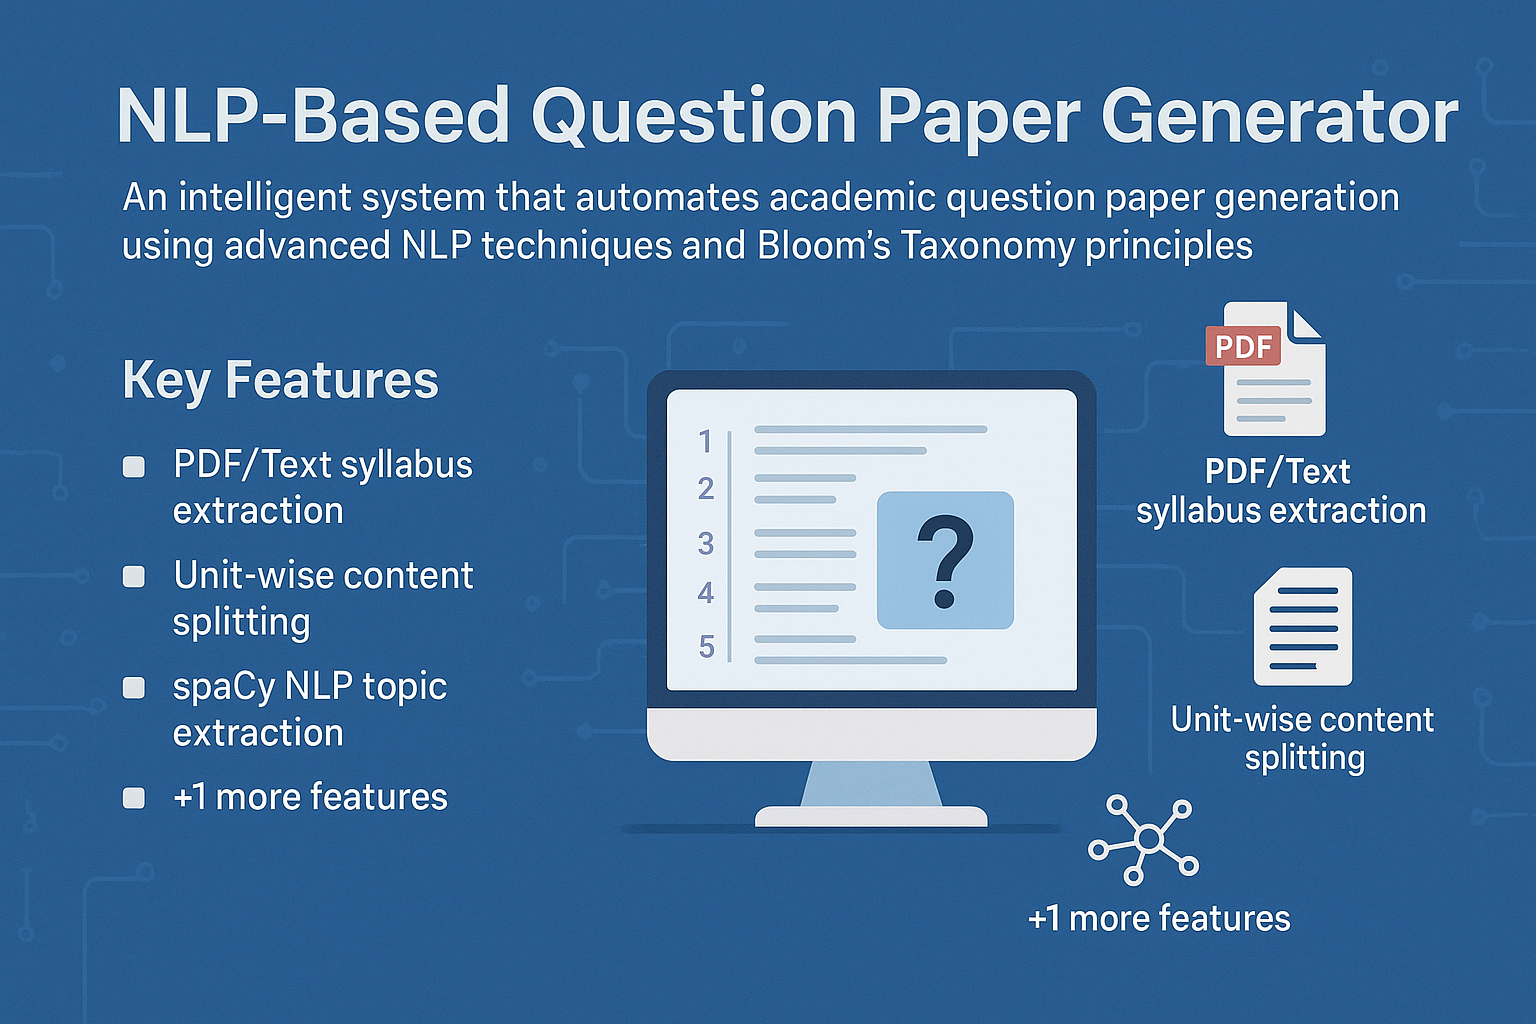 NLP-Based Question Paper Generator
An intelligent system that automates academic question paper generation
using advanced NLP techniques and Bloom's Taxonomy principles
Key Features
PDF/Text syllabus
extraction
Unit-wise content
splitting
spaCy NLP topic
extraction
+1 more features
1
2
3
4
5
?
PDF
PDF/Text
syllabus extraction
Unit-wise content
splitting
+1 more features